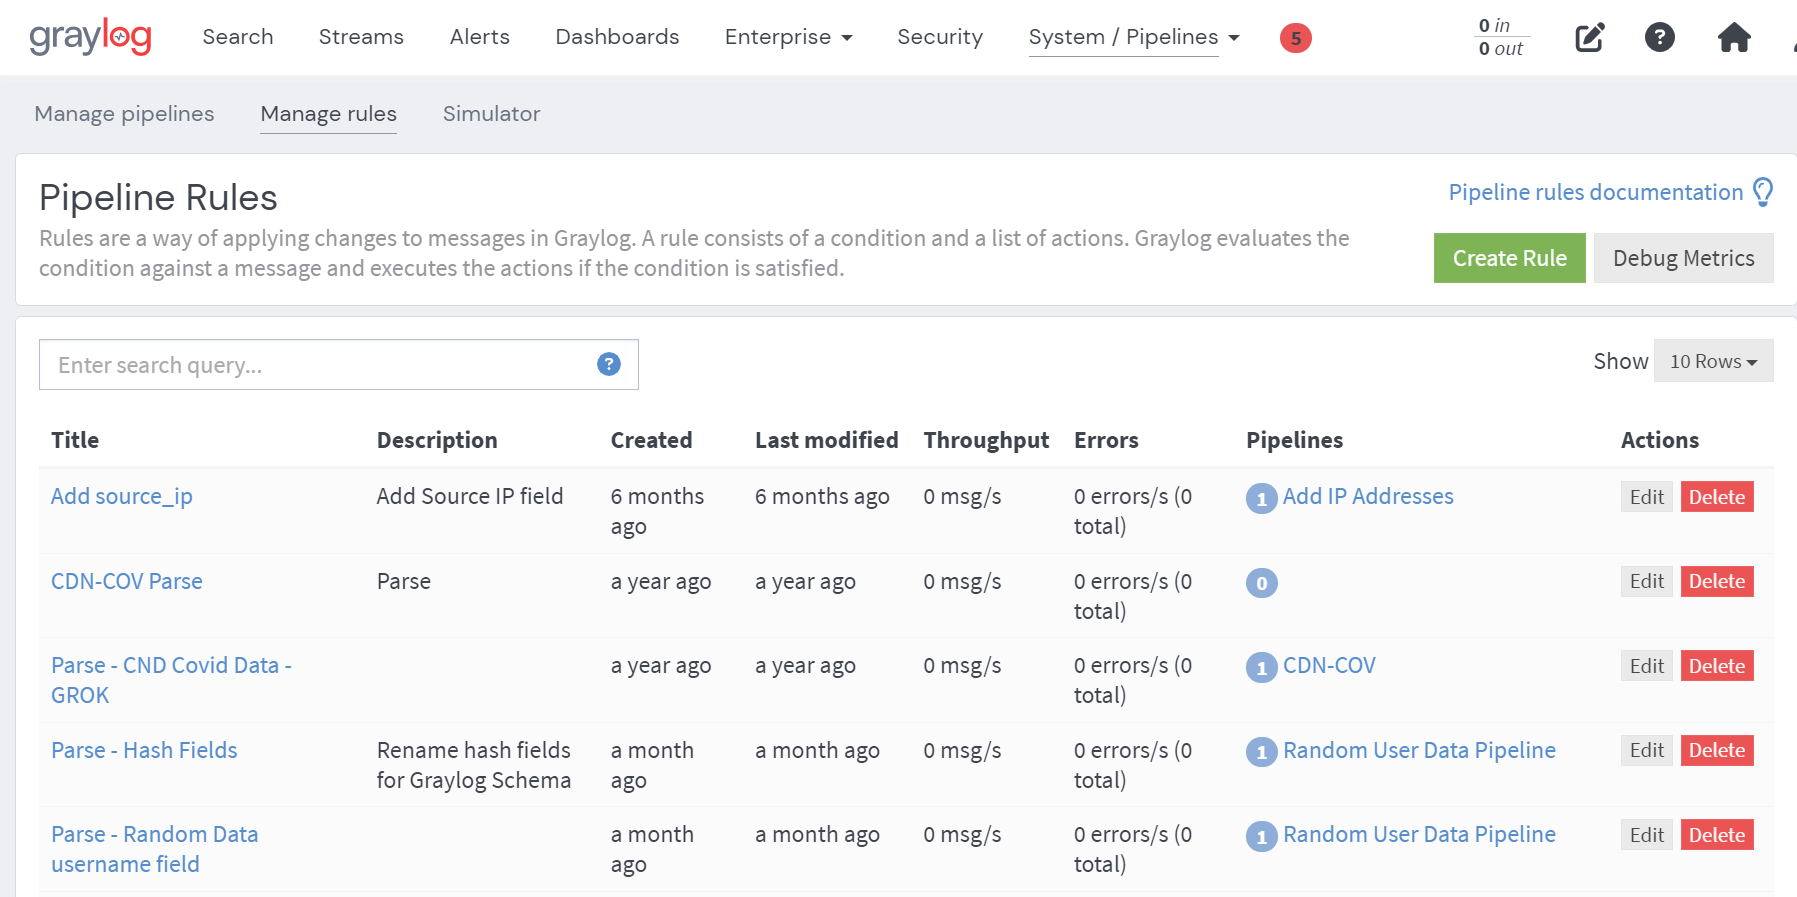 graylog Search Streams Alerts Dashboards Enterprise Security System / Pipelines 5 0 in ?
0 out
Manage pipelines Manage rules Simulator
Pipeline Rules
Pipeline rules documentation
Rules are a way of applying changes to messages in Graylog. A rule consists of a condition and a list of actions. Graylog evaluates the
condition against a message and executes the actions if the condition is satisfied.
Create Rule Debug Metrics
Enter search query... ? Show 10 Rows
Title Description Created Last modified Throughput Errors Pipelines Actions
Add source_ip Add Source IP field 6 months 6 months ago 0 msg/s 0 errors/s (0 1 Add IP Addresses Edit Delete
ago total)
CDN-COV Parse Parse a year ago a year ago 0 msg/s 0 errors/s (0 0 Edit Delete
total)
Parse - CND Covid Data - a year ago a year ago 0 msg/s 0 errors/s (0 1 CDN-COV Edit Delete
GROK total)
Parse - Hash Fields Rename hash fields a month a month ago 0 msg/s 0 errors/s (0 1 Random User Data Pipeline Edit Delete
for Graylog Schema ago total)
Parse - Random Data a month a month ago 0 msg/s 0 errors/s (0 1 Random User Data Pipeline Edit Delete
username field ago total)